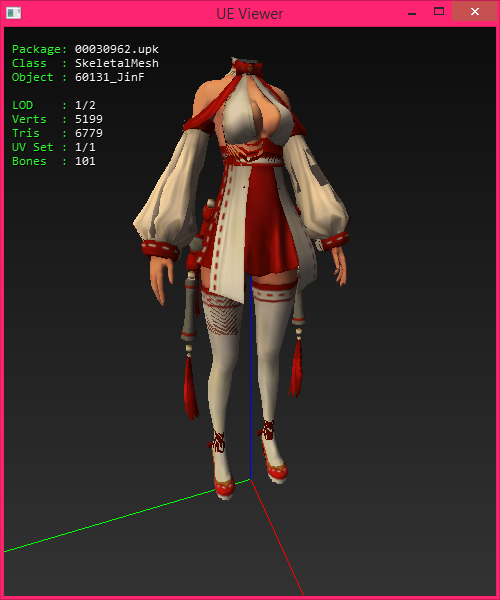 UE Viewer
Package: 00030962.upk
Class : SkeletalMesh
Object : 60131_JinF
LOD : 1/2
Verts : 5199
Tris : 6779
UV Set : 1/1
Bones : 101